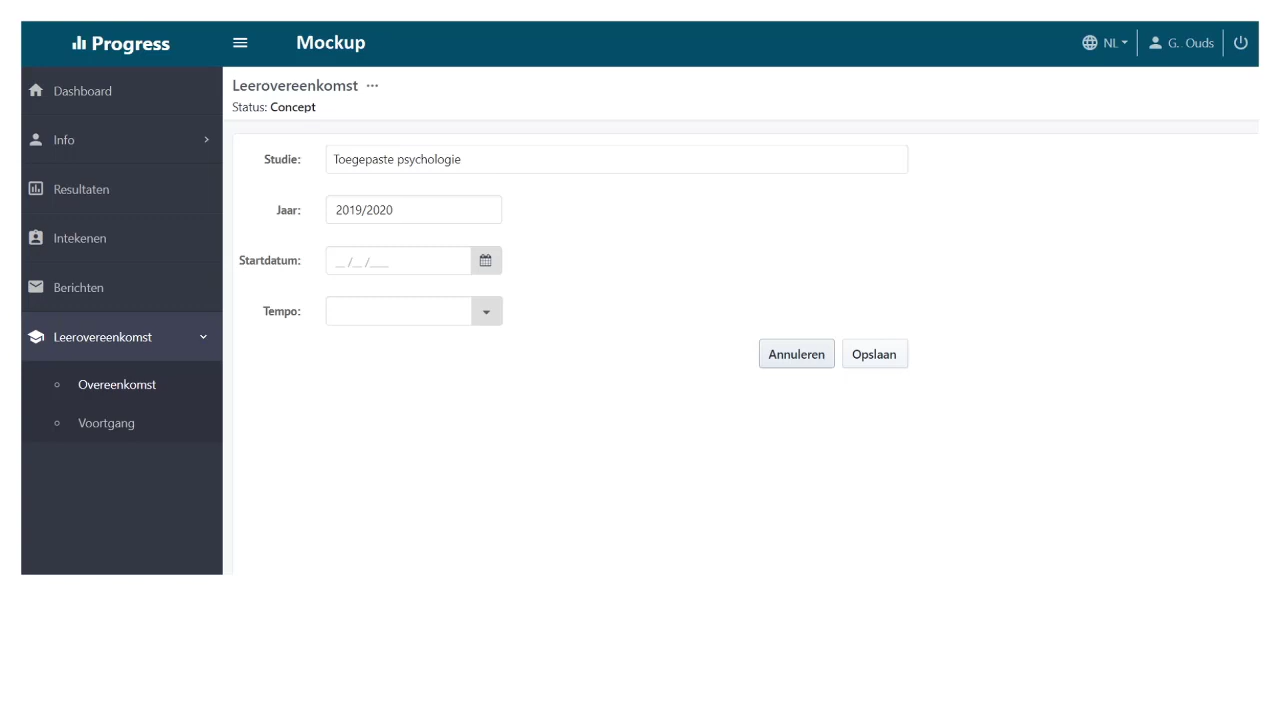 Progress
Mockup
NL
G. Ouds
Dashboard
Info
Resultaten
Intekenen
Berichten
Leerovereenkomst
Overeenkomst
Voortgang
Leerovereenkomst ...
Status: Concept
Studie: Toegepaste psychologie
Jaar: 2019/2020
Startdatum: __ /__ /___
Tempo:
Annuleren Opslaan